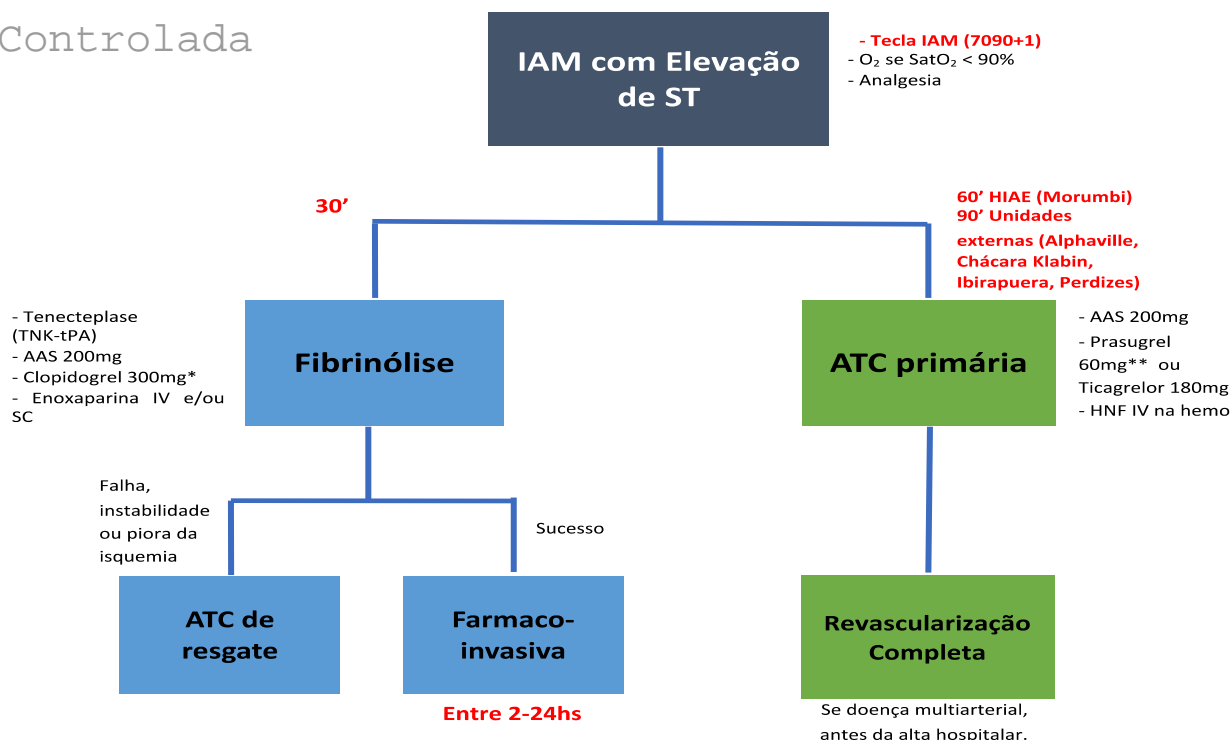 Controlada
IAM com Elevação
de ST
- Tecla IAM (7090+1)
- O₂ se SatO₂ < 90%
- Analgesia
30’
60’ HIAE (Morumbi)
90’ Unidades
externas (Alphaville,
Chácara Klabin,
Ibirapuera, Perdizes)
- Tenecteplase
(TNK-tPA)
- AAS 200mg
- Clopidogrel 300mg*
- Enoxaparina IV e/ou
SC
Fibrinólise
ATC primária
- AAS 200mg
- Prasugrel
60mg** ou
Ticagrelor 180mg
- HNF IV na hemo
Falha,
instabilidade
ou piora da
isquemia
Sucesso
ATC de
resgate
Farmaco-
invasiva
Entre 2-24hs
Revascularização
Completa
Se doença multiarterial,
antes da alta hospitalar.